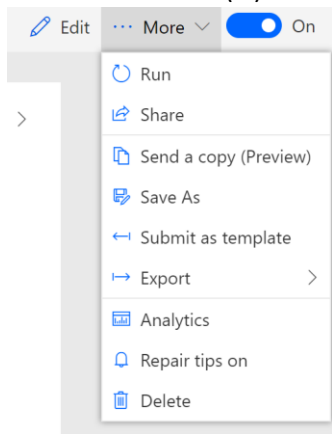 Edit ··· More On
Run
Share
Send a copy (Preview)
Save As
Submit as template
Export
Analytics
Repair tips on
Delete